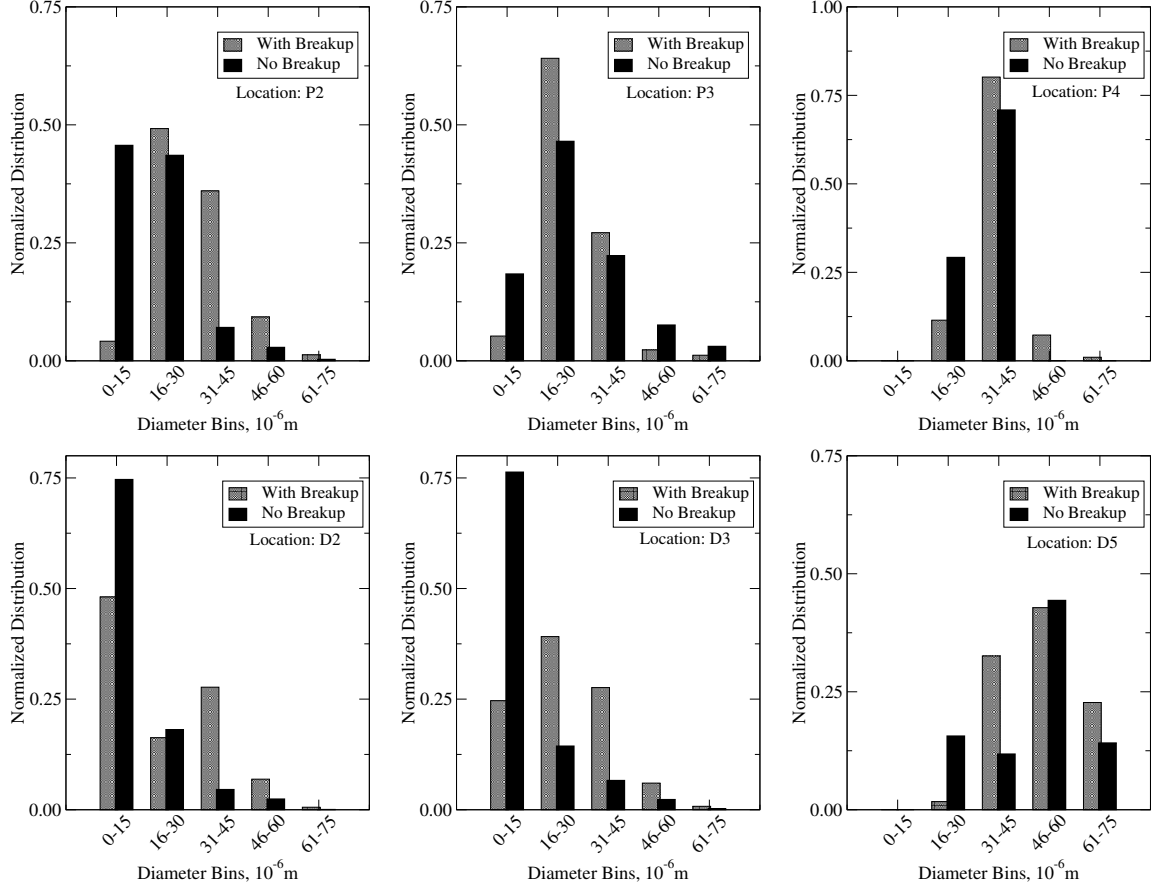 0.75
0.50
0.25
0.00
Normalized Distribution
With Breakup
No Breakup
Location: P2
0-15
16-30
31-45
46-60
61-75
Diameter Bins, 10^-6m
0.75
0.50
0.25
0.00
Normalized Distribution
With Breakup
No Breakup
Location: P3
0-15
16-30
31-45
46-60
61-75
Diameter Bins, 10^-6m
1.00
0.75
0.50
0.25
0.00
Normalized Distribution
With Breakup
No Breakup
Location: P4
0-15
16-30
31-45
46-60
61-75
Diameter Bins, 10^-6m
0.75
0.50
0.25
0.00
Normalized Distribution
With Breakup
No Breakup
Location: D2
0-15
16-30
31-45
46-60
61-75
Diameter Bins, 10^-6m
0.75
0.50
0.25
0.00
Normalized Distribution
With Breakup
No Breakup
Location: D3
0-15
16-30
31-45
46-60
61-75
Diameter Bins, 10^-6m
0.75
0.50
0.25
0.00
Normalized Distribution
With Breakup
No Breakup
Location: D5
0-15
16-30
31-45
46-60
61-75
Diameter Bins, 10^-6m